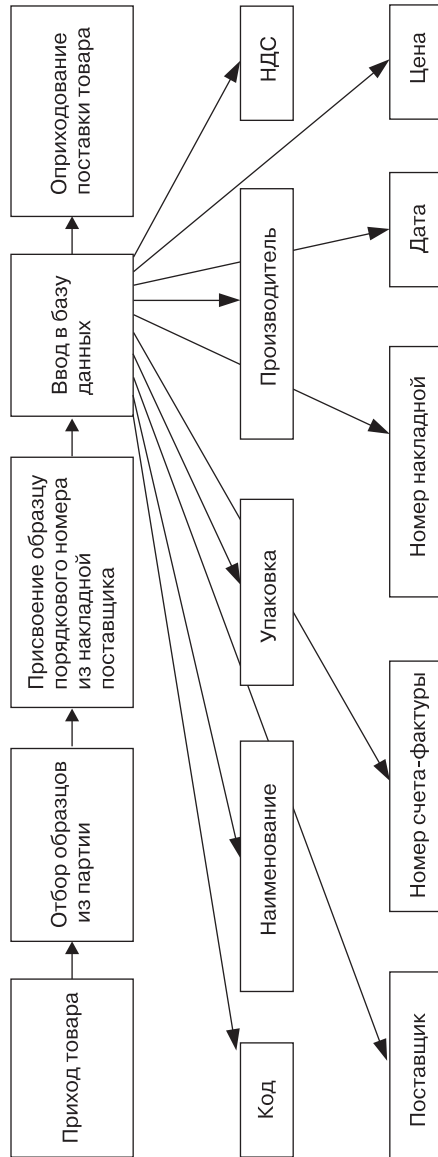 Приход товара
Отбор образцов
из партии
Присвоение образцу
порядкового номера
из накладной
поставщика
Ввод в базу
данных
Оприходование
поставки товара
Код
Наименование
Упаковка
Производитель
НДС
Поставщик
Номер счета-фактуры
Номер накладной
Дата
Цена